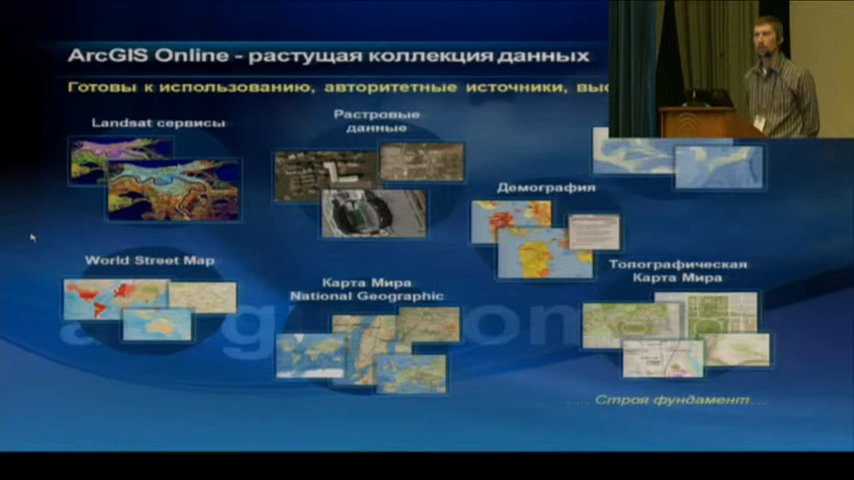 ArcGIS Online - растущая коллекция данных
Готовы к использованию, авторитетные источники,
Landsat сервисы
Растровые
данные
Демография
World Street Map
Карта Мира
National Geographic
Топографическая
Карта Мира
....Строя фундамент...